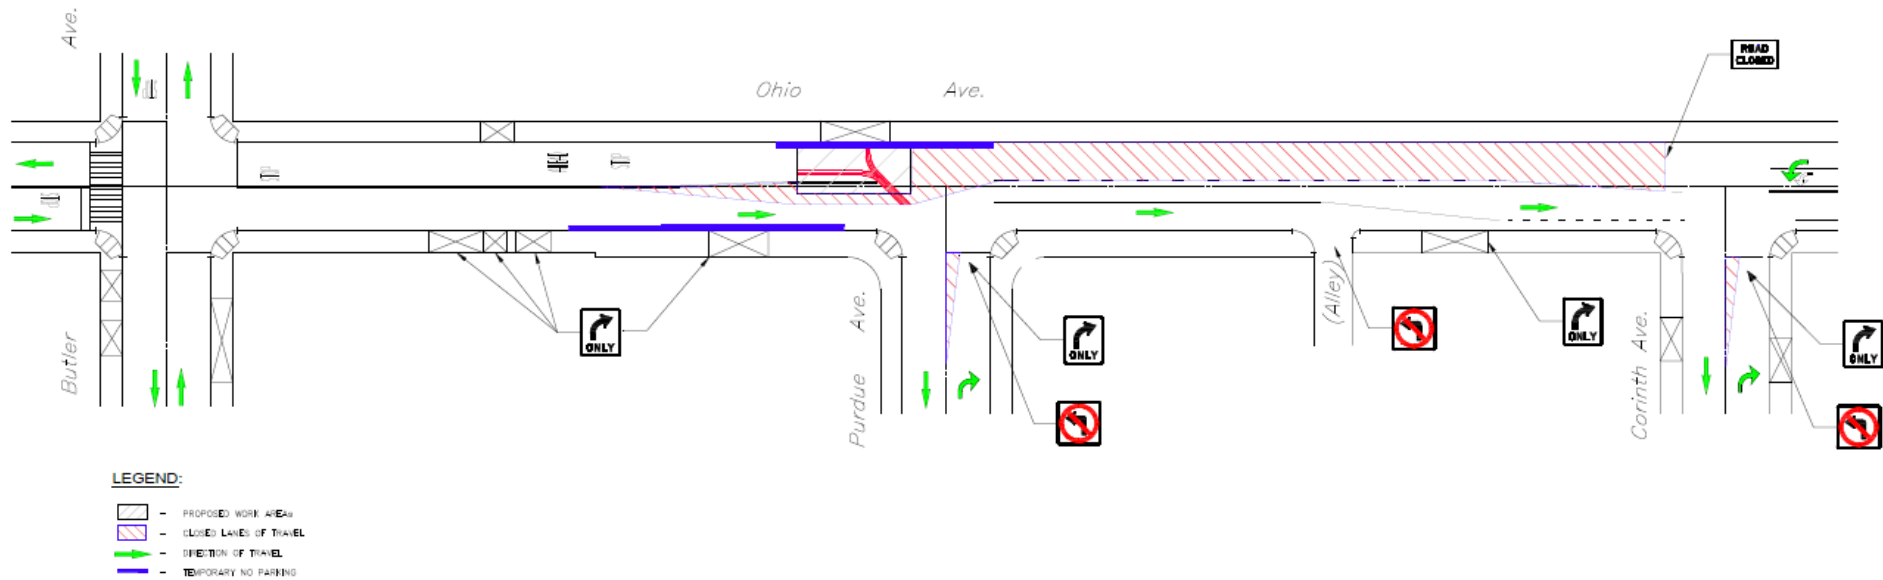 Ave.
ROAD
CLOSED
Ohio Ave.
Butler
Purdue Ave.
(Alley)
Corinth Ave.
ONLY
ONLY
ONLY
ONLY
LEGEND:
- PROPOSED WORK AREAs
- CLOSED LANES OF TRAVEL
- DIRECTION OF TRAVEL
- TEMPORARY NO PARKING